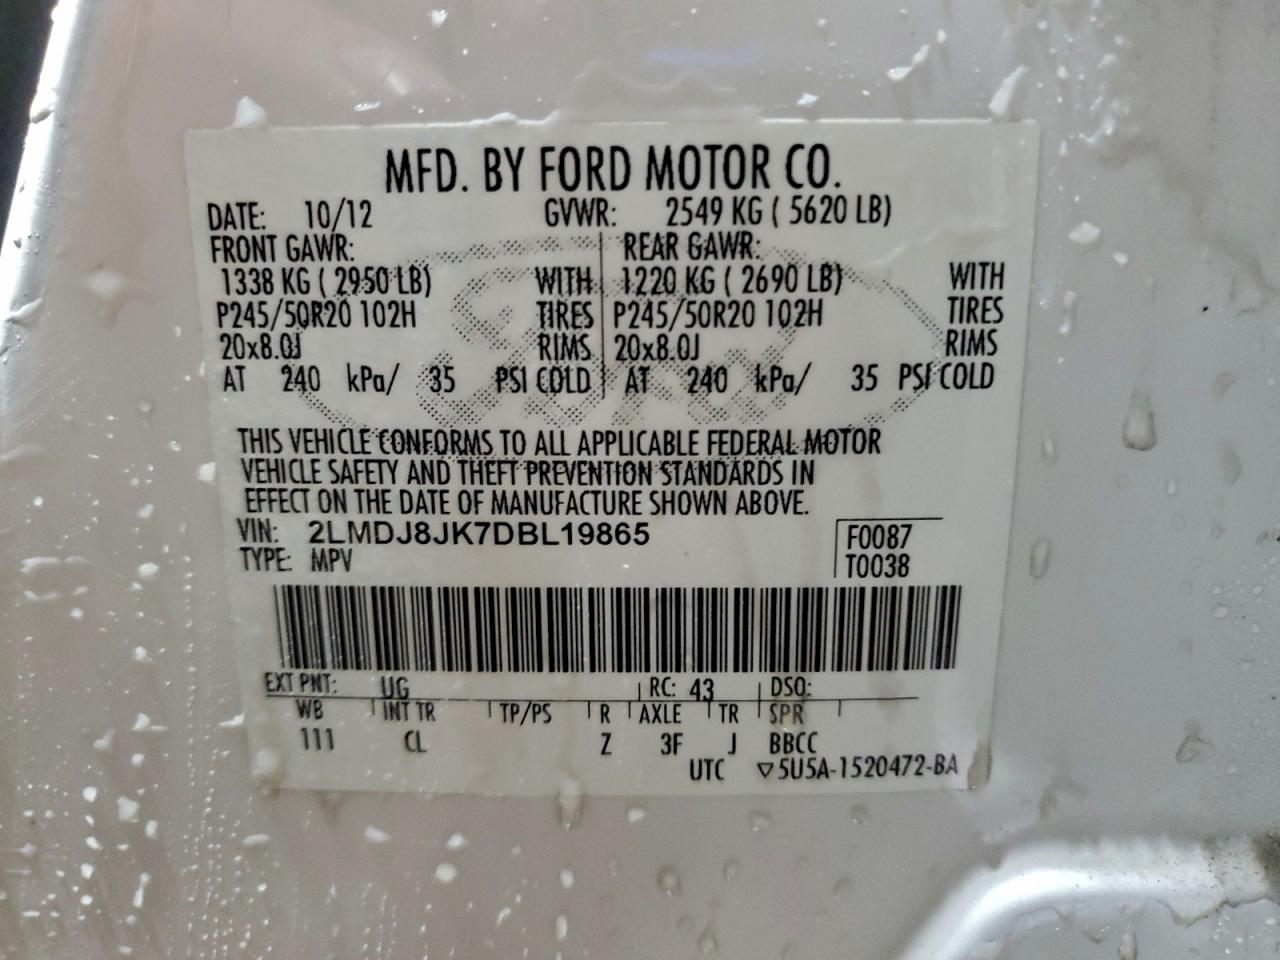 MFD. BY FORD MOTOR CO.
DATE: 10/12 GVWR: 2549 KG ( 5620 LB)
FRONT GAWR: REAR GAWR:
1338 KG ( 2950 LB) WITH 1220 KG ( 2690 LB) WITH
P245/50R20 102H TIRES P245/50R20 102H TIRES
20x8.0J RIMS 20x8.0J RIMS
AT 240 kPa/ 35 PSI COLD AT 240 kPa/ 35 PSI COLD
THIS VEHICLE CONFORMS TO ALL APPLICABLE FEDERAL MOTOR
VEHICLE SAFETY AND THEFT PREVENTION STANDARDS IN
EFFECT ON THE DATE OF MANUFACTURE SHOWN ABOVE.
VIN: 2LMDJ8JK7DBL19865 F0087
TYPE: MPV T0038
EXT PNT: UG RC: 43 DSO:
WB INT TR TP/PS R AXLE TR SPR
111 CL Z 3F J BBCC
UTC ▽5U5A-1520472-BA